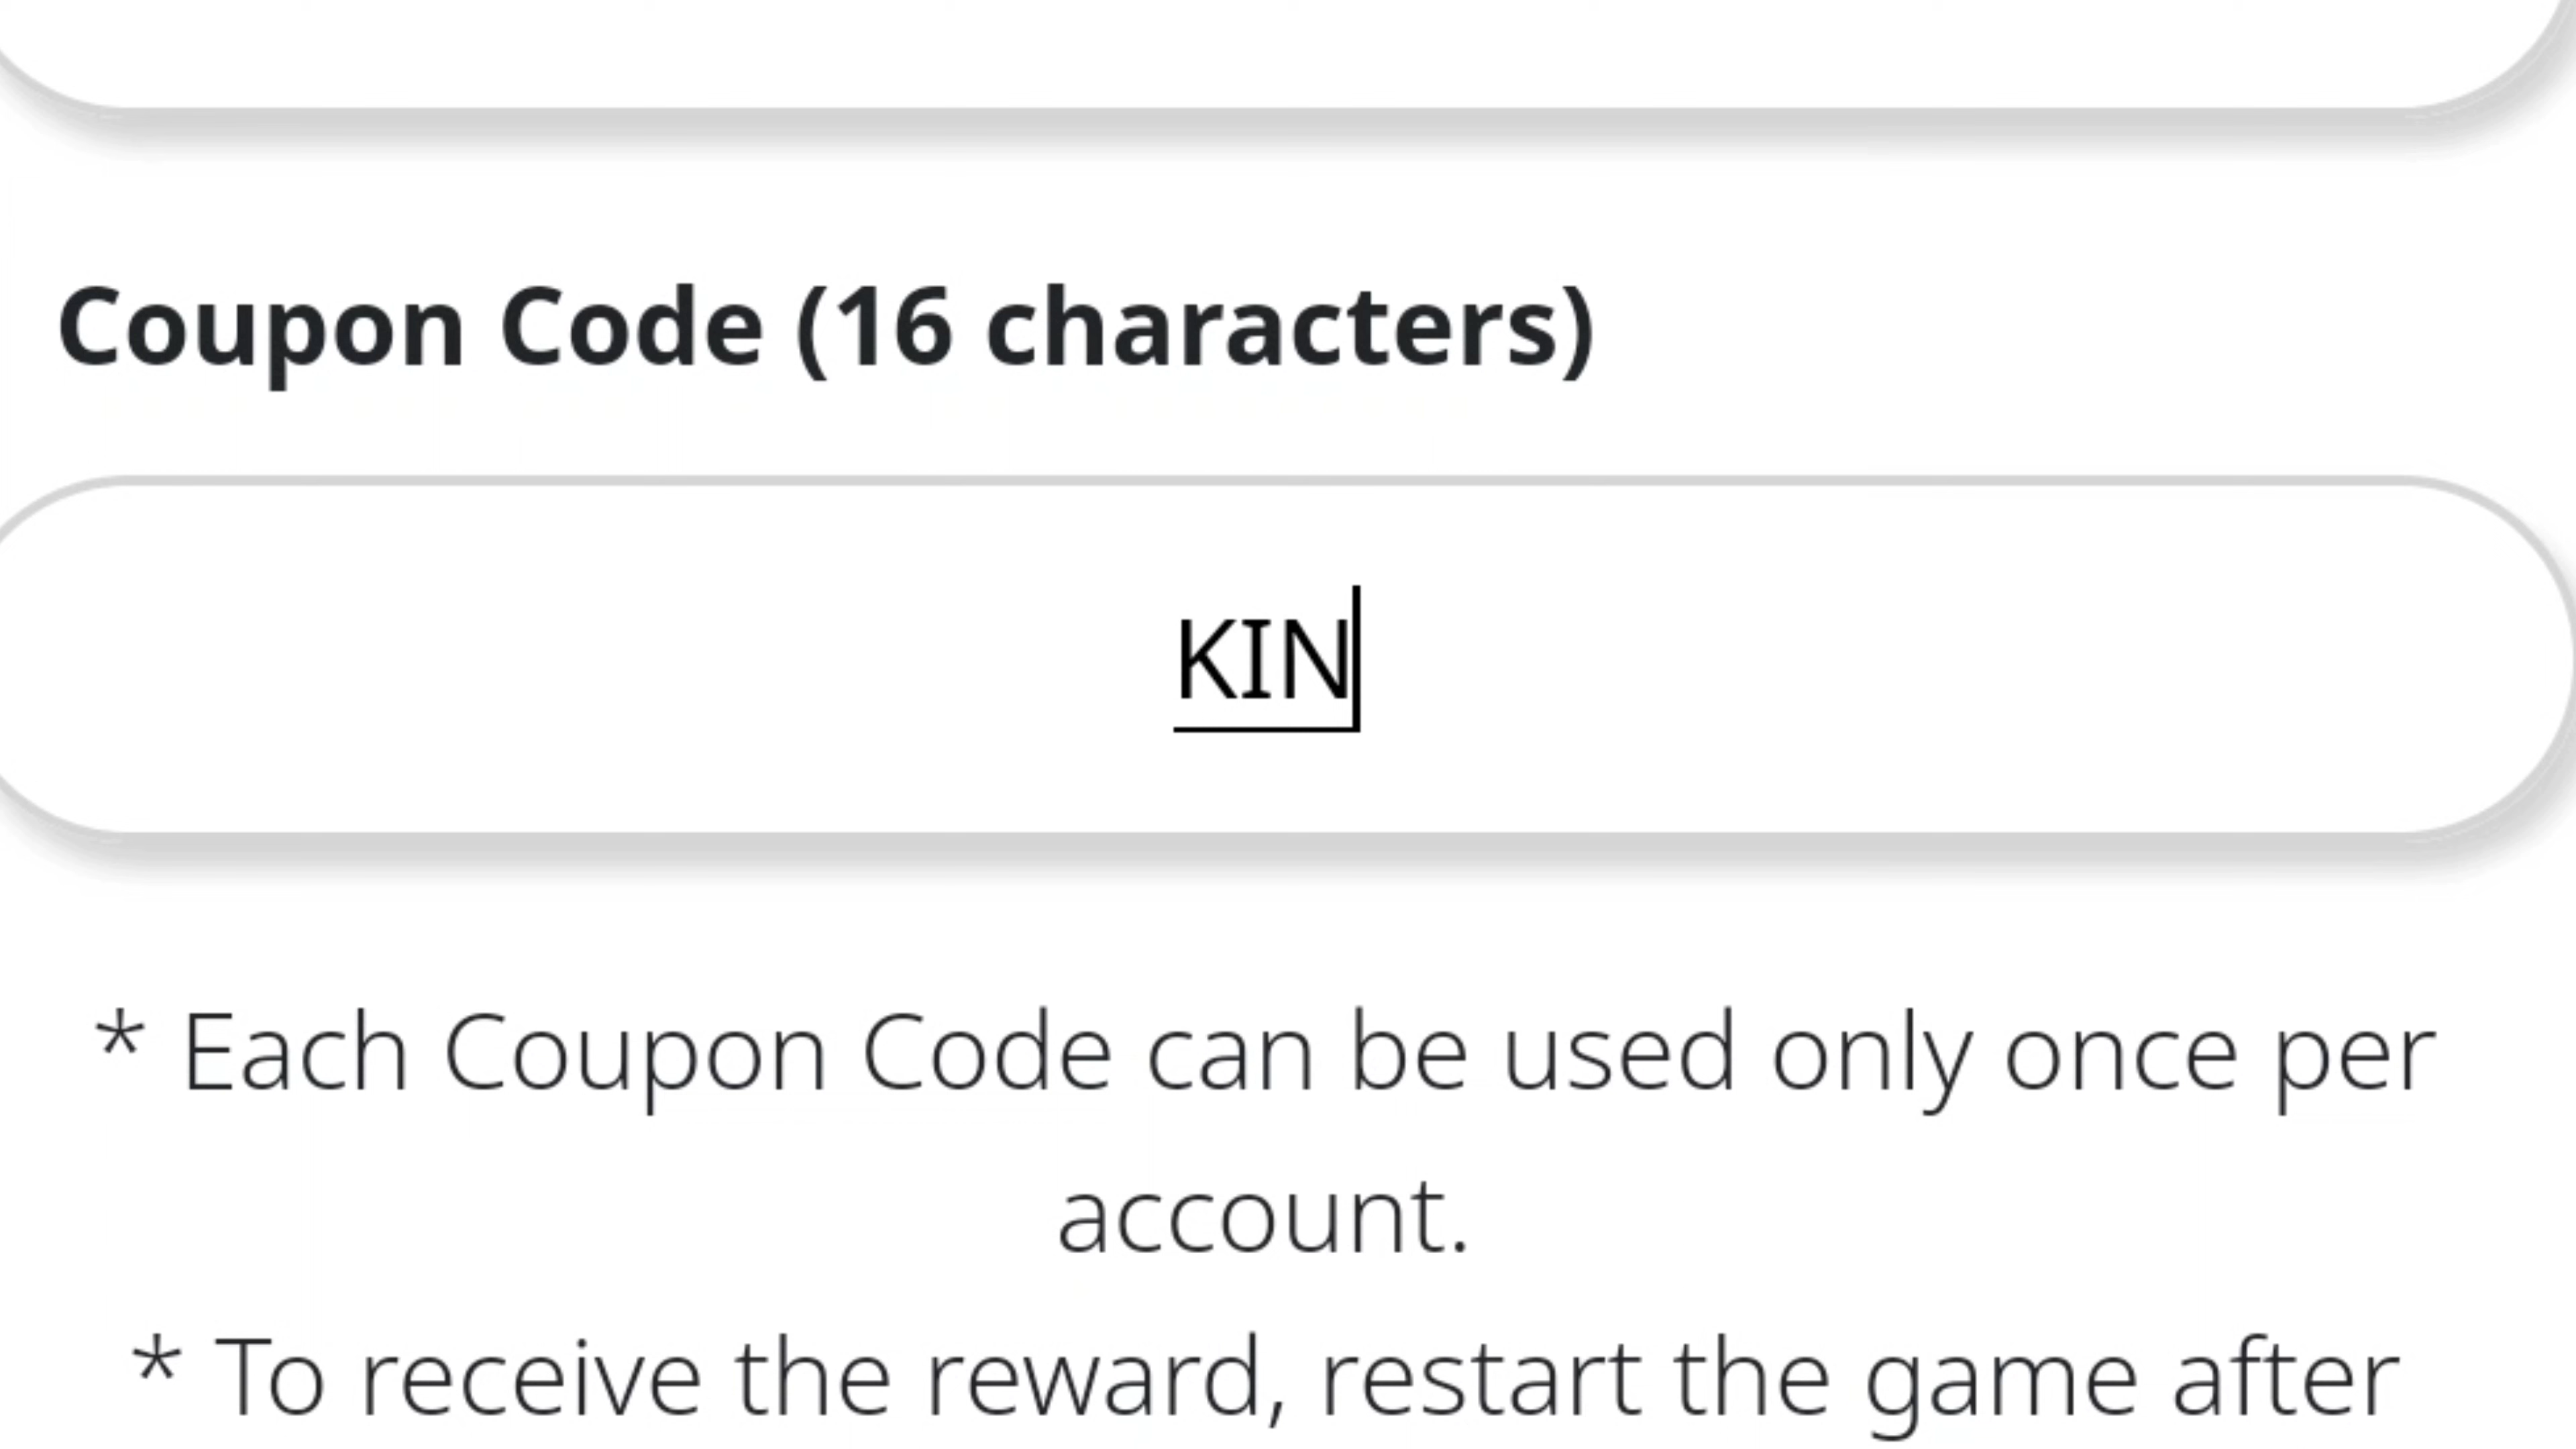 Coupon Code (16 characters)
KIN
* Each Coupon Code can be used only once per
account.
* To receive the reward, restart the game after